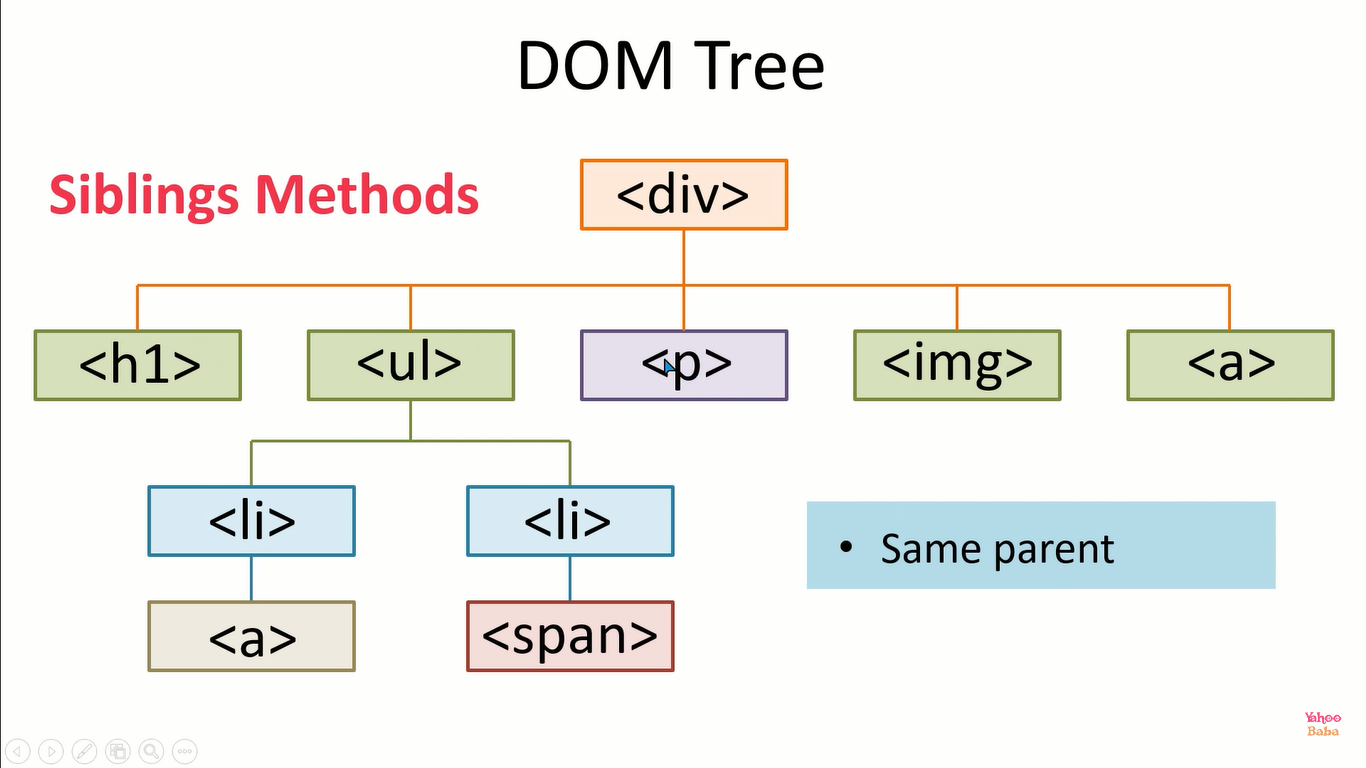 DOM Tree
Siblings Methods
<div>
<h1>
<ul>
<p>
<img>
<a>
<li>
<li>
<a>
<span>
• Same parent
Yahoo
Baba